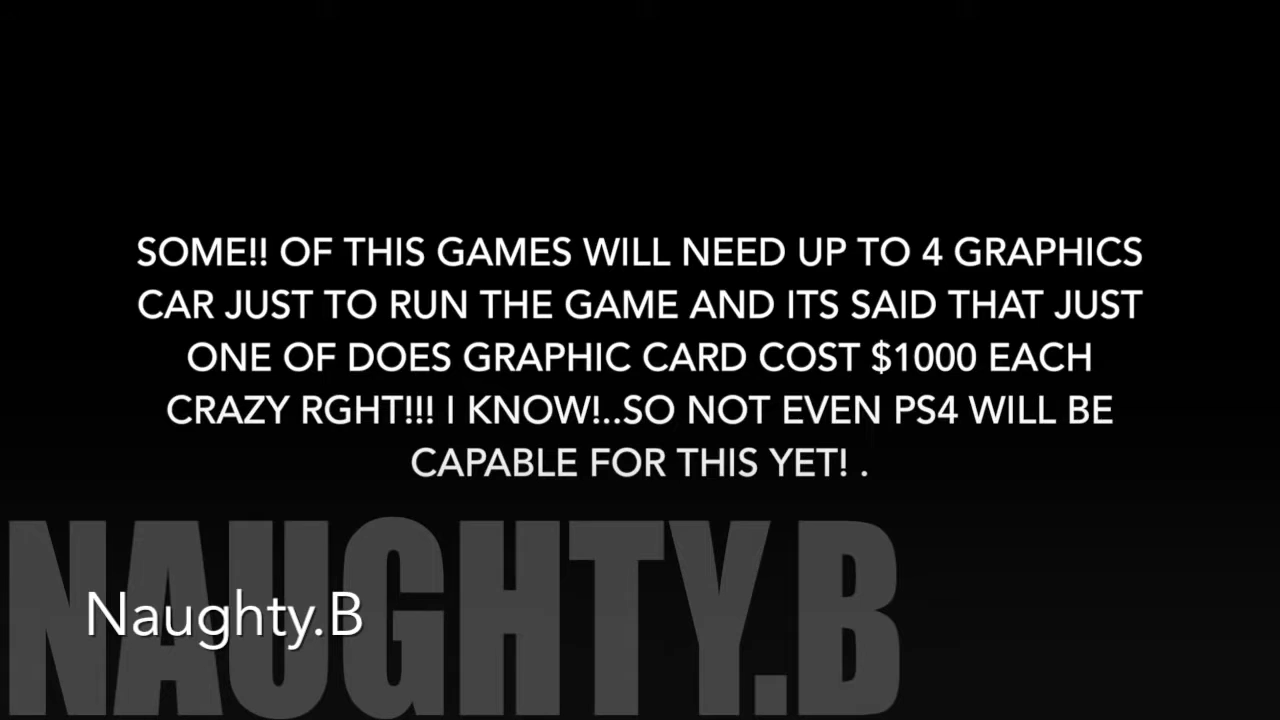 SOME!! OF THIS GAMES WILL NEED UP TO 4 GRAPHICS
CAR JUST TO RUN THE GAME AND ITS SAID THAT JUST
ONE OF DOES GRAPHIC CARD COST $1000 EACH
CRAZY RGHT!!! I KNOW!..SO NOT EVEN PS4 WILL BE
CAPABLE FOR THIS YET! .
NAUGHTY.B
Naughty.B